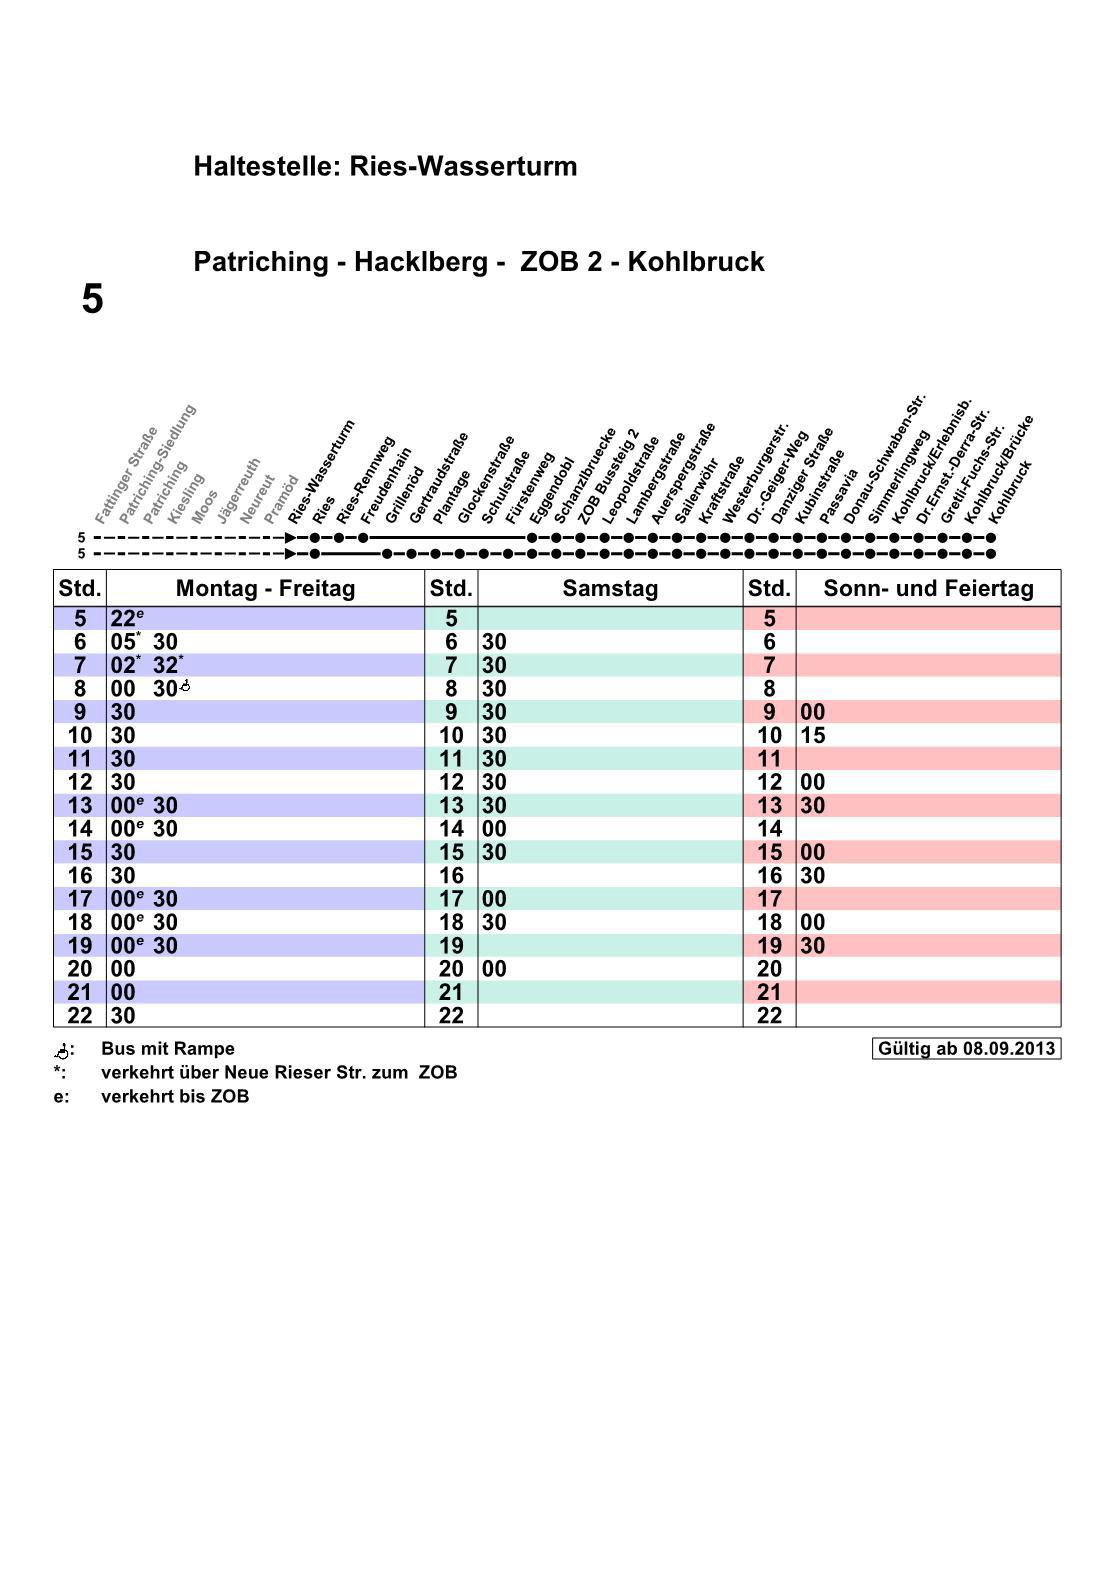 Haltestelle: Ries-Wasserturm
Patriching - Hacklberg -  ZOB 2 - Kohlbruck
5
Fattinger Straße
Patriching-Siedlung
Patriching
Kiesling
Moos
Jägerreuth
Neureut
Pramöd
Ries-Wasserturm
Ries
Ries-Rennweg
Freudenhain
Grillenöd
Gertraudstraße
Plantage
Glockenstraße
Schulstraße
Fürstenweg
Eggendobl
Schanzlbruecke
ZOB Bussteig 2
Leopoldstraße
Lambergstraße
Auerspergstraße
Sailerwöhr
Kraftstraße
Westerburgerstr.
Dr.-Geiger-Weg
Danziger Straße
Kubinstraße
Passavia
Donau-Schwaben-Str.
Simmerlingweg
Kohlbruck/Erlebnisb.
Dr.Ernst.-Derra-Str.
Gretl-Fuchs-Str.
Kohlbruck/Brücke
Kohlbruck
5
5
Std. Montag - Freitag Std. Samstag Std. Sonn- und Feiertag
5 22e 5 5
6 05* 30 6 30 6
7 02* 32* 7 30 7
8 00 30 8 30 8
9 30 9 30 9 00
10 30 10 30 10 15
11 30 11 30 11
12 30 12 30 12 00
13 00e 30 13 30 13 30
14 00e 30 14 00 14
15 30 15 30 15 00
16 30 16 16 30
17 00e 30 17 00 17
18 00e 30 18 30 18 00
19 00e 30 19 19 30
20 00 20 00 20
21 00 21 21
22 30 22 22
: Bus mit Rampe
Gültig ab 08.09.2013
*: verkehrt über Neue Rieser Str. zum  ZOB
e: verkehrt bis ZOB